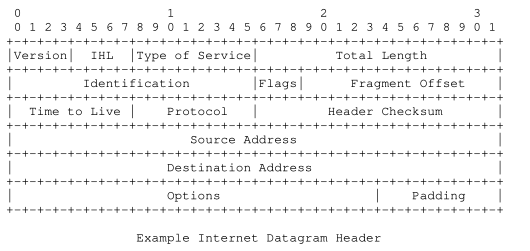 0                   1                   2                   3
 0 1 2 3 4 5 6 7 8 9 0 1 2 3 4 5 6 7 8 9 0 1 2 3 4 5 6 7 8 9 0 1
+-+-+-+-+-+-+-+-+-+-+-+-+-+-+-+-+-+-+-+-+-+-+-+-+-+-+-+-+-+-+-+-+
|Version|  IHL  |Type of Service|          Total Length         |
+-+-+-+-+-+-+-+-+-+-+-+-+-+-+-+-+-+-+-+-+-+-+-+-+-+-+-+-+-+-+-+-+
|         Identification        |Flags|      Fragment Offset    |
+-+-+-+-+-+-+-+-+-+-+-+-+-+-+-+-+-+-+-+-+-+-+-+-+-+-+-+-+-+-+-+-+
|  Time to Live |    Protocol   |         Header Checksum       |
+-+-+-+-+-+-+-+-+-+-+-+-+-+-+-+-+-+-+-+-+-+-+-+-+-+-+-+-+-+-+-+-+
|                       Source Address                          |
+-+-+-+-+-+-+-+-+-+-+-+-+-+-+-+-+-+-+-+-+-+-+-+-+-+-+-+-+-+-+-+-+
|                    Destination Address                        |
+-+-+-+-+-+-+-+-+-+-+-+-+-+-+-+-+-+-+-+-+-+-+-+-+-+-+-+-+-+-+-+-+
|                    Options                    |    Padding    |
+-+-+-+-+-+-+-+-+-+-+-+-+-+-+-+-+-+-+-+-+-+-+-+-+-+-+-+-+-+-+-+-+
Example Internet Datagram Header